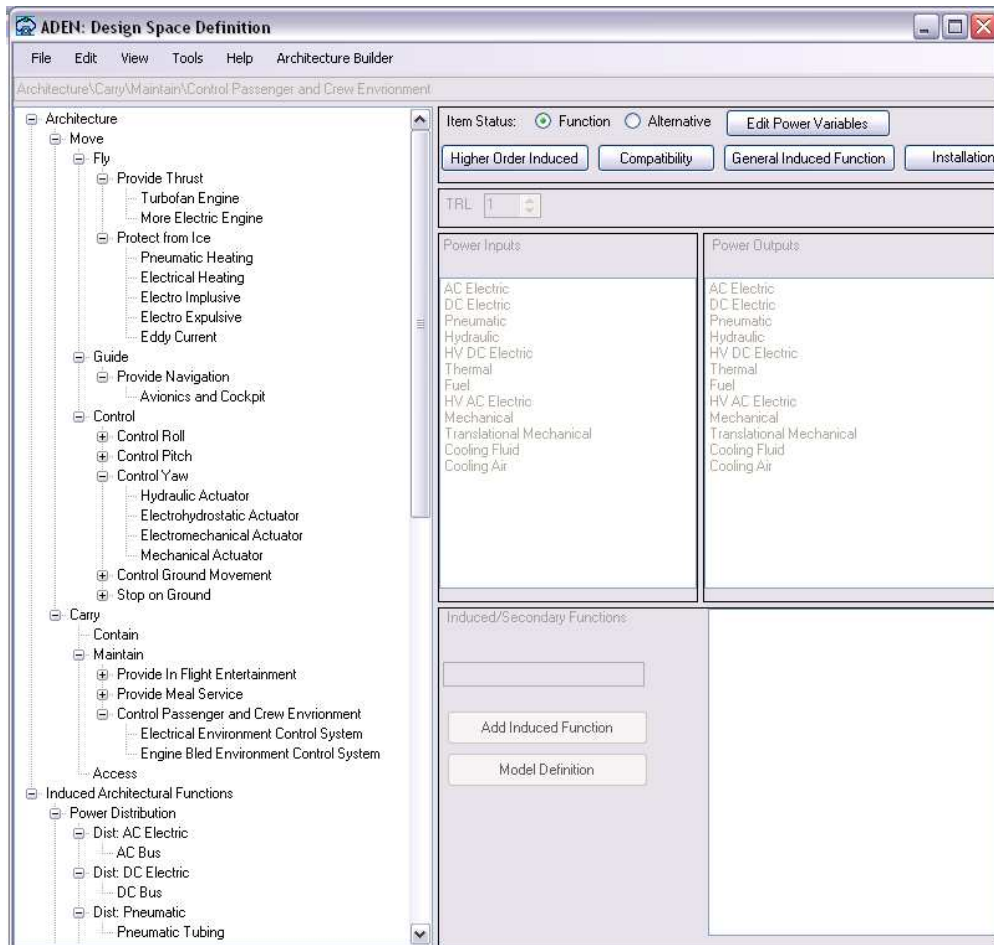 ADEN: Design Space Definition
File Edit View Tools Help Architecture Builder
Architecture\Carry\Maintain\Control Passenger and Crew Envrionment
Architecture
Move
Fly
Provide Thrust
Turbofan Engine
More Electric Engine
Protect from Ice
Pneumatic Heating
Electrical Heating
Electro Implusive
Electro Expulsive
Eddy Current
Guide
Provide Navigation
Avionics and Cockpit
Control
Control Roll
Control Pitch
Control Yaw
Hydraulic Actuator
Electrohydrostatic Actuator
Electromechanical Actuator
Mechanical Actuator
Control Ground Movement
Stop on Ground
Carry
Contain
Maintain
Provide In Flight Entertainment
Provide Meal Service
Control Passenger and Crew Envrionment
Electrical Environment Control System
Engine Bled Environment Control System
Access
Induced Architectural Functions
Power Distribution
Dist: AC Electric
AC Bus
Dist: DC Electric
DC Bus
Dist: Pneumatic
Pneumatic Tubing
Item Status: Function Alternative Edit Power Variables
Higher Order Induced Compatibility General Induced Function Installation
TRL 1
Power Inputs
AC Electric
DC Electric
Pneumatic
Hydraulic
HV DC Electric
Thermal
Fuel
HV AC Electric
Mechanical
Translational Mechanical
Cooling Fluid
Cooling Air
Power Outputs
AC Electric
DC Electric
Pneumatic
Hydraulic
HV DC Electric
Thermal
Fuel
HV AC Electric
Mechanical
Translational Mechanical
Cooling Fluid
Cooling Air
Induced/Secondary Functions
Add Induced Function
Model Definition